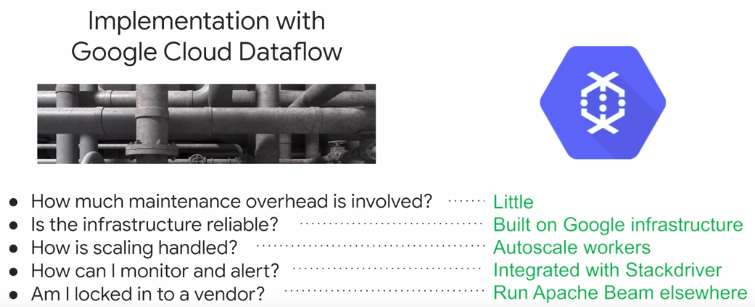 Implementation with
Google Cloud Dataflow
● How much maintenance overhead is involved? ······· Little
● Is the infrastructure reliable? ········ Built on Google infrastructure
● How is scaling handled? ········ Autoscale workers
● How can I monitor and alert? ········ Integrated with Stackdriver
● Am I locked in to a vendor? ········ Run Apache Beam elsewhere